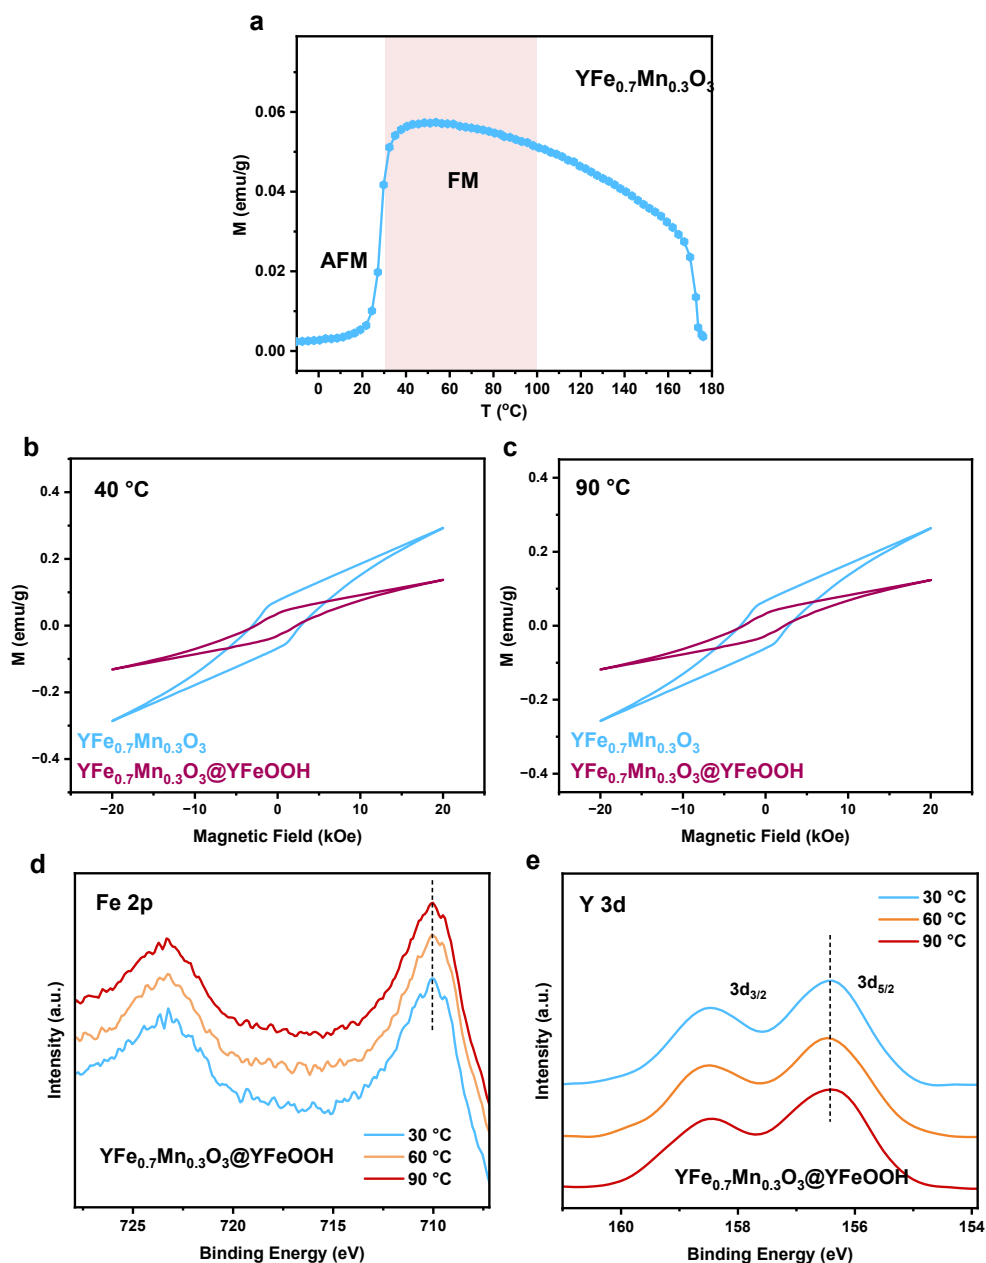 a
YFe₀.₇Mn₀.₃O₃
FM
AFM
M (emu/g)
0.06
0.04
0.02
0.00
0 20 40 60 80 100 120 140 160 180
T (°C)
b
40 °C
M (emu/g)
0.4
0.2
0.0
−0.2
−0.4
YFe₀.₇Mn₀.₃O₃
YFe₀.₇Mn₀.₃O₃@YFeOOH
−20 −10 0 10 20
Magnetic Field (kOe)
c
90 °C
M (emu/g)
0.4
0.2
0.0
−0.2
−0.4
YFe₀.₇Mn₀.₃O₃
YFe₀.₇Mn₀.₃O₃@YFeOOH
−20 −10 0 10 20
Magnetic Field (kOe)
d
Fe 2p
Intensity (a.u.)
YFe₀.₇Mn₀.₃O₃@YFeOOH
30 °C
60 °C
90 °C
725 720 715 710
Binding Energy (eV)
e
Y 3d
30 °C
60 °C
90 °C
3d₃/₂
3d₅/₂
Intensity (a.u.)
YFe₀.₇Mn₀.₃O₃@YFeOOH
160 158 156 154
Binding Energy (eV)